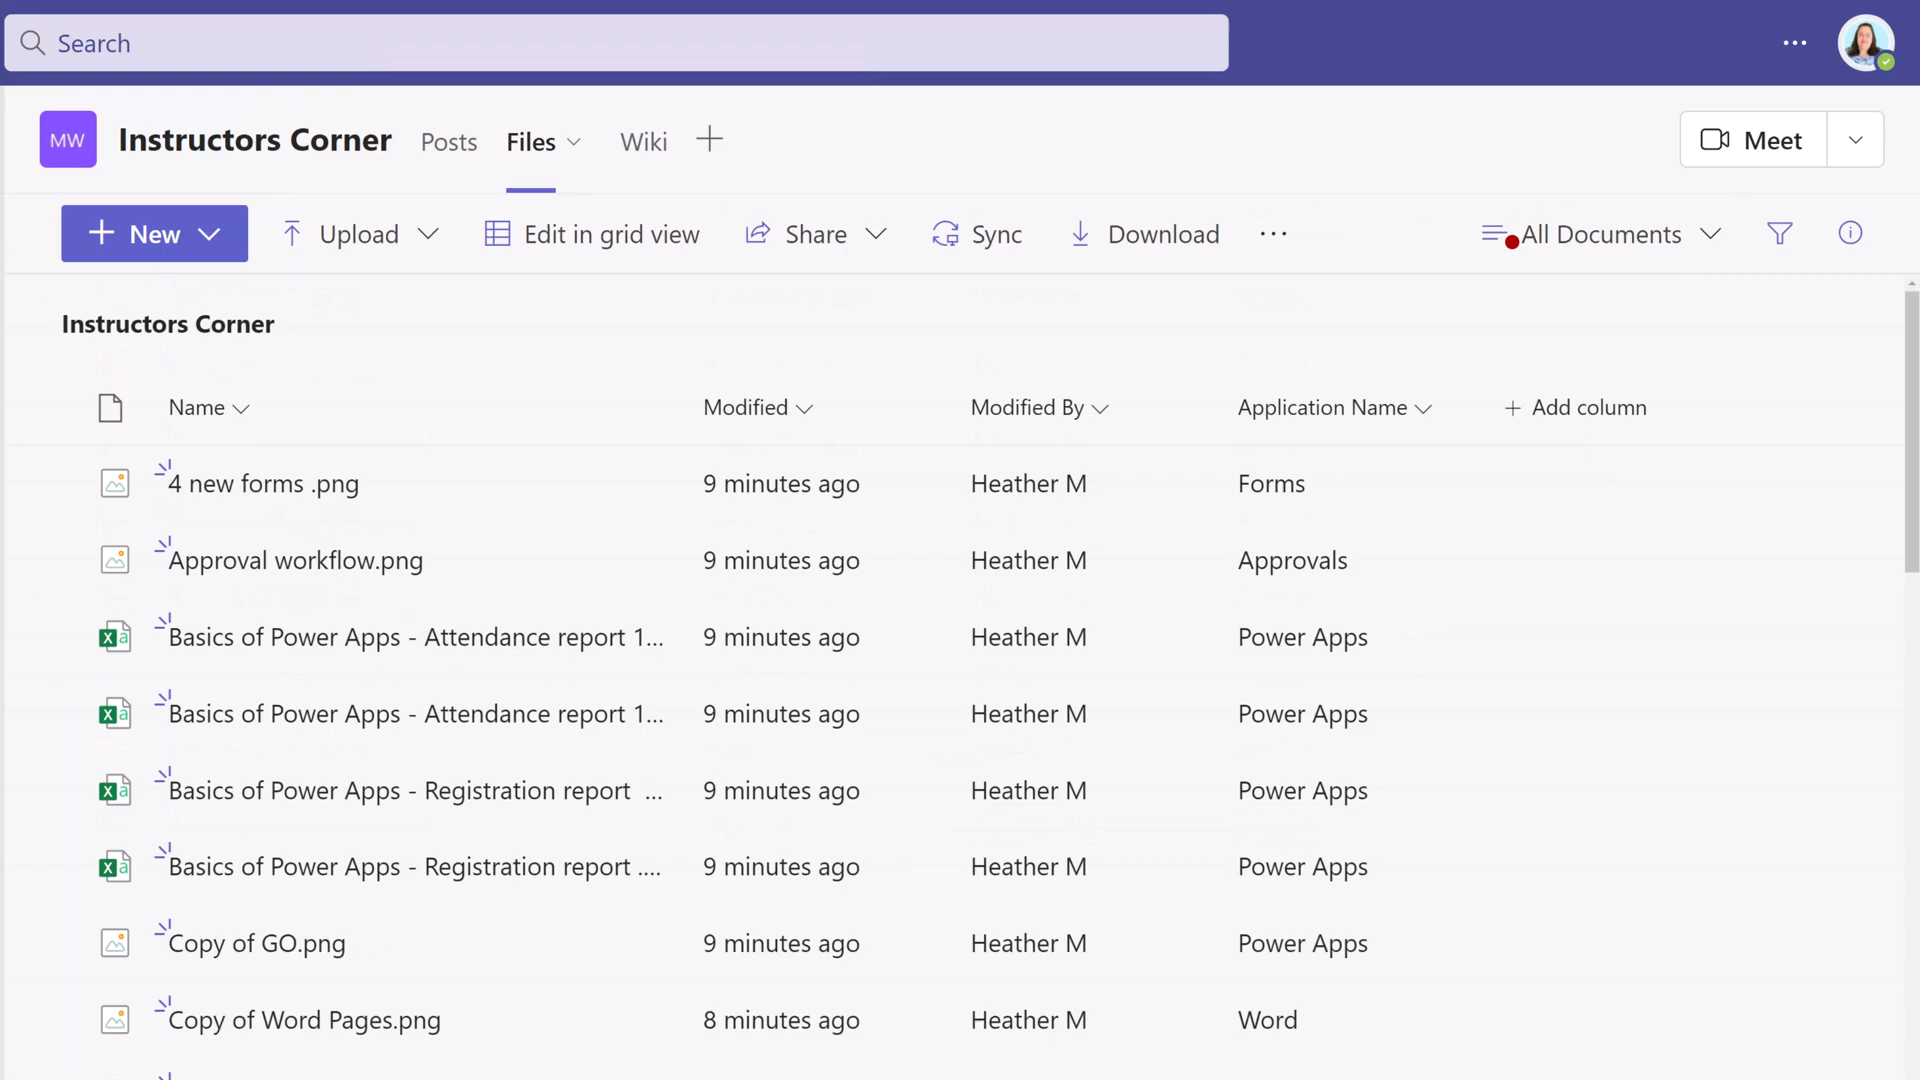 Search
MW Instructors Corner Posts Files Wiki Meet
New Upload Edit in grid view Share Sync Download ... All Documents
Instructors Corner
Name Modified Modified By Application Name + Add column
4 new forms .png 9 minutes ago Heather M Forms
Approval workflow.png 9 minutes ago Heather M Approvals
Basics of Power Apps - Attendance report 1... 9 minutes ago Heather M Power Apps
Basics of Power Apps - Attendance report 1... 9 minutes ago Heather M Power Apps
Basics of Power Apps - Registration report ... 9 minutes ago Heather M Power Apps
Basics of Power Apps - Registration report .... 9 minutes ago Heather M Power Apps
Copy of GO.png 9 minutes ago Heather M Power Apps
Copy of Word Pages.png 8 minutes ago Heather M Word